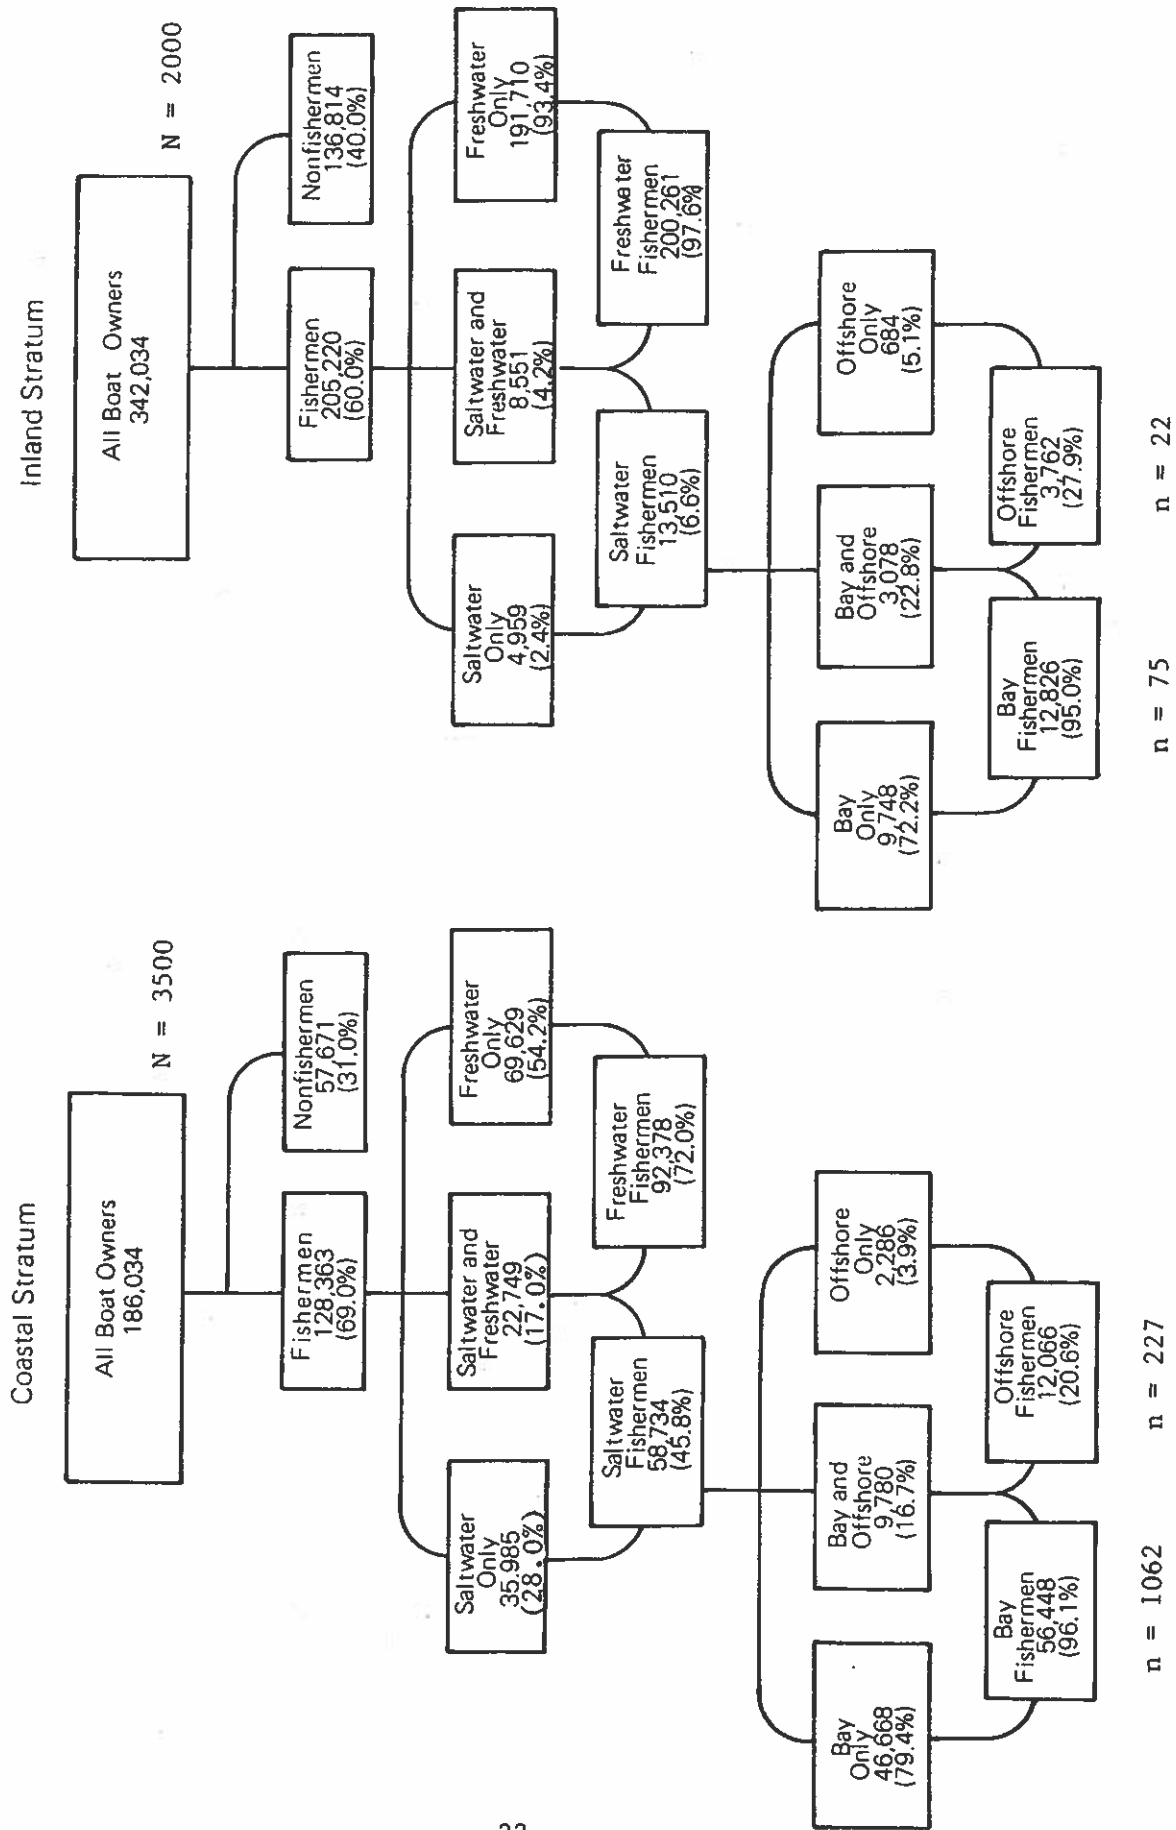 Coastal Stratum
All Boat Owners
186,034
N = 3500
Fishermen
128,363
(69.0%)
Nonfishermen
57,671
(31.0%)
Saltwater
Only
35.985
(28.0%)
Saltwater and
Freshwater
22,749
(17.0%)
Freshwater
Only
69,629
(54.2%)
Saltwater
Fishermen
58,734
(45.8%)
Freshwater
Fishermen
92,378
(72.0%)
Bay
Only
46,668
(79.4%)
Bay and
Offshore
9,780
(16.7%)
Offshore
Only
2,286
(3.9%)
Bay
Fishermen
56,448
(96.1%)
Offshore
Fishermen
12,066
(20.6%)
n = 1062
n = 227
Inland Stratum
All Boat Owners
342,034
N = 2000
Fishermen
205,220
(60.0%)
Nonfishermen
136,814
(40.0%)
Saltwater
Only
4,959
(2.4%)
Saltwater and
Freshwater
8,551
(4.2%)
Freshwater
Only
191,710
(93.4%)
Saltwater
Fishermen
13,510
(6.6%)
Freshwater
Fishermen
200,261
(97.6%
Bay
Only
9,748
(72.2%)
Bay and
Offshore
3,078
(22.8%)
Offshore
Only
684
(5.1%)
Bay
Fishermen
12,826
(95.0%)
Offshore
Fishermen
3,762
(27.9%)
n = 75
n = 22